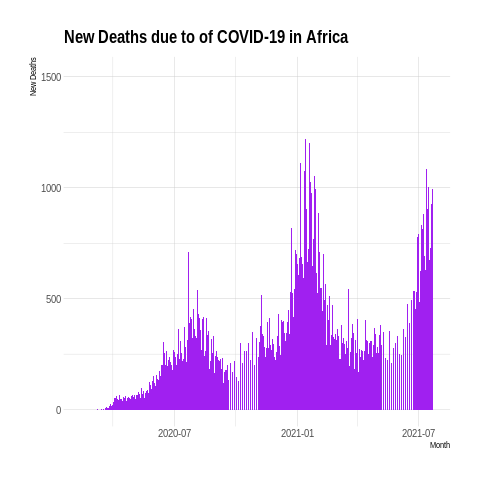 New Deaths due to of COVID-19 in Africa
New Deaths
1500
1000
500
0
2020-07
2021-01
2021-07
Month